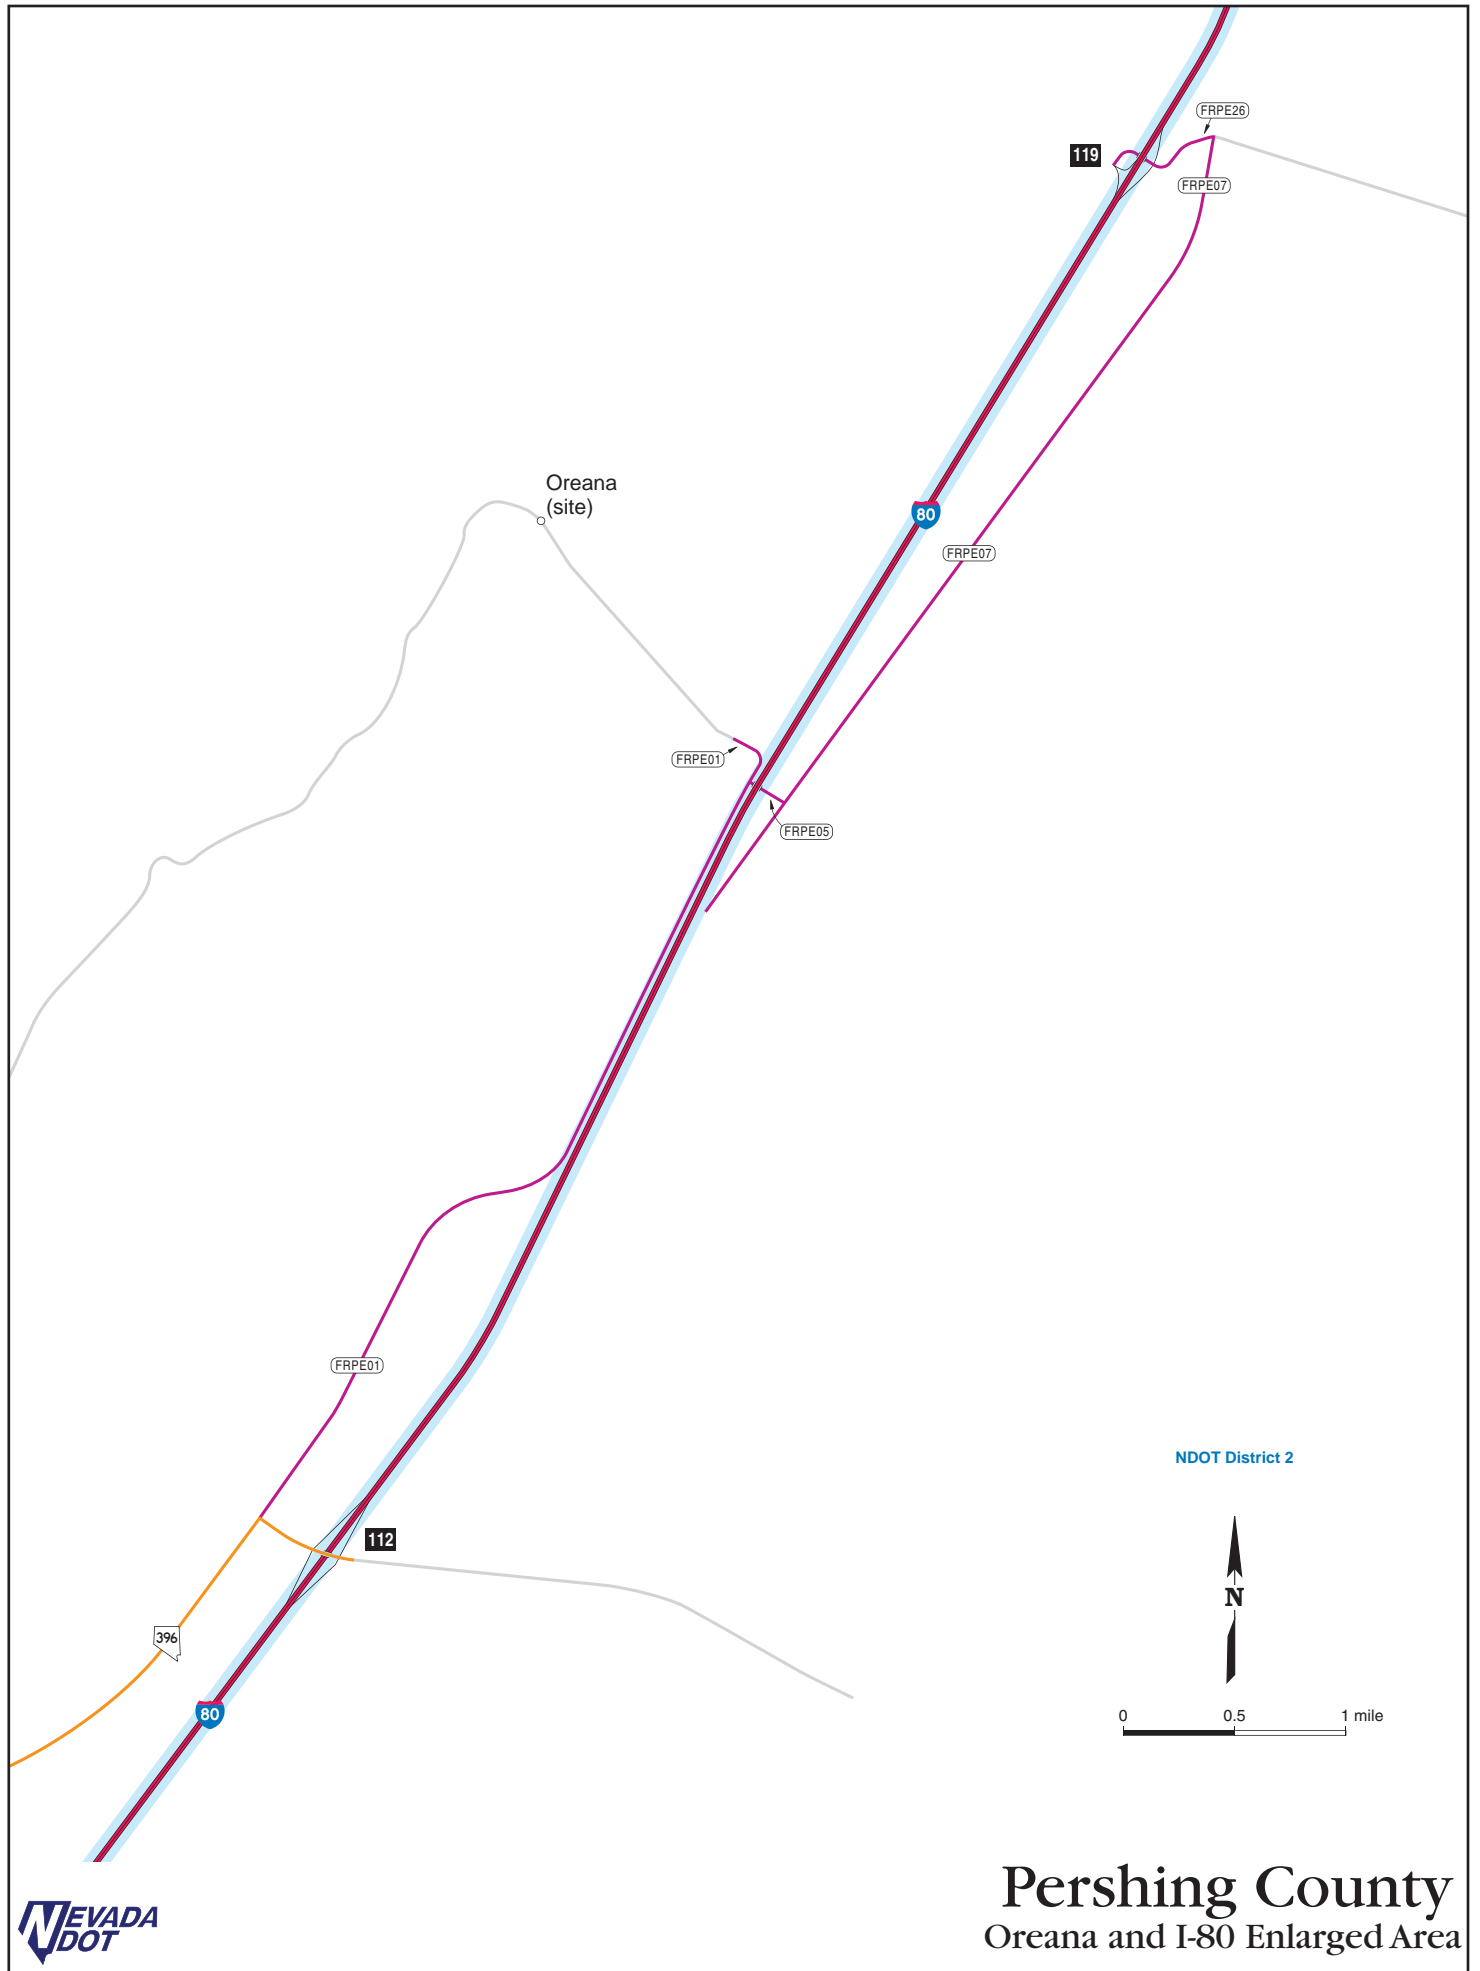 FRPE26
119
FRPE07
Oreana
(site)
80
FRPE07
FRPE01
FRPE05
FRPE01
NDOT District 2
112
N
396
80
0 0.5 1 mile
Pershing County
Oreana and I-80 Enlarged Area
NEVADA
DOT